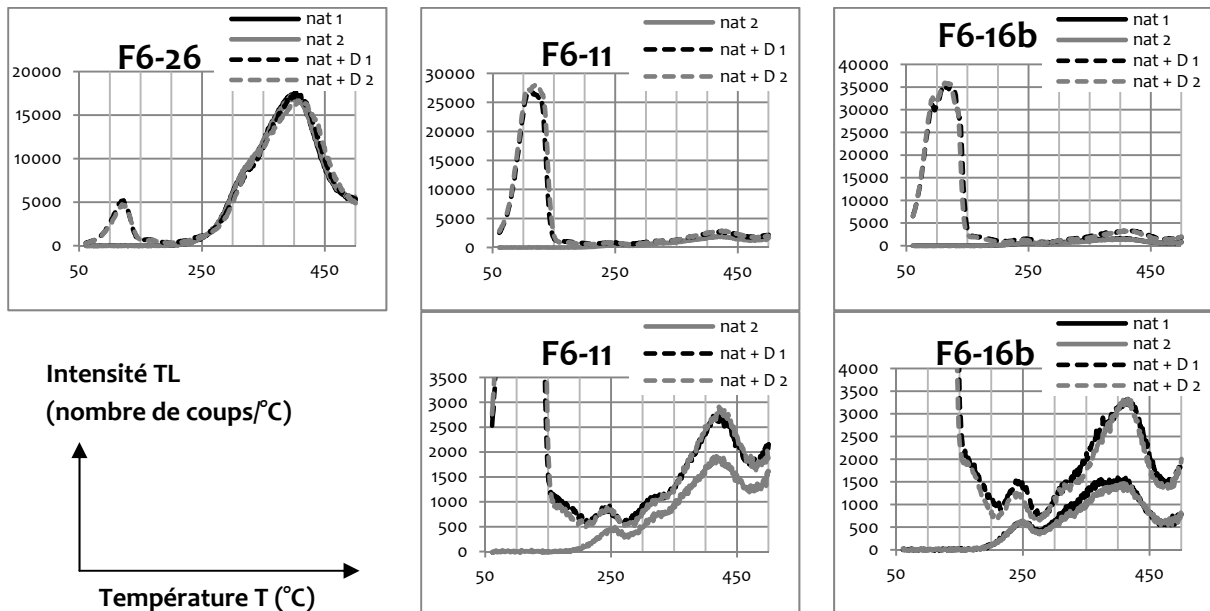 F6-26
nat 1
nat 2
nat + D 1
nat + D 2
20000
15000
10000
5000
0
50
250
450
F6-11
nat 2
nat + D 1
nat + D 2
30000
25000
20000
15000
10000
5000
0
50
250
450
F6-16b
nat 1
nat 2
nat + D 1
nat + D 2
40000
35000
30000
25000
20000
15000
10000
5000
0
50
250
450
Intensité TL
(nombre de coups/°C)
Température T (°C)
F6-11
nat 2
nat + D 1
nat + D 2
3500
3000
2500
2000
1500
1000
500
0
50
250
450
F6-16b
nat 1
nat 2
nat + D 1
nat + D 2
4000
3500
3000
2500
2000
1500
1000
500
0
50
250
450